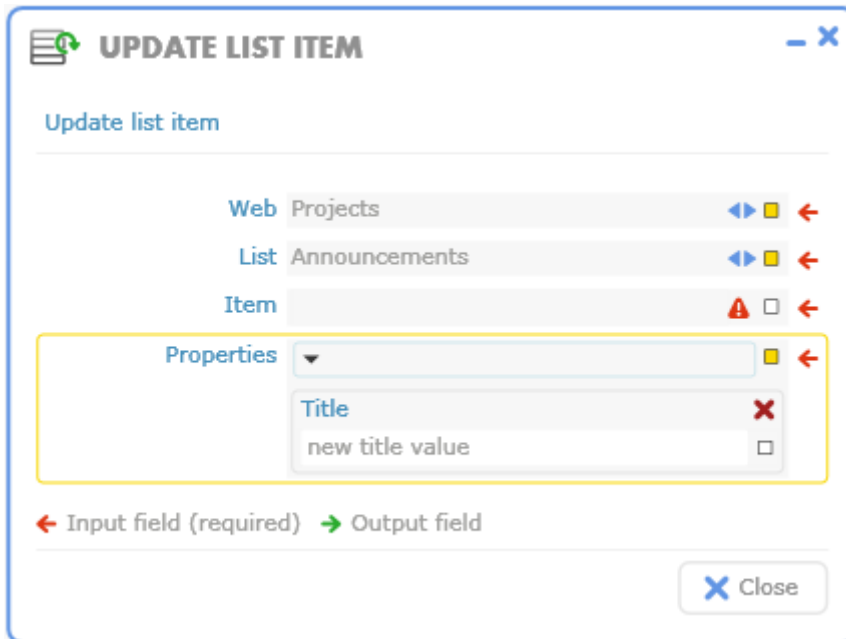 UPDATE LIST ITEM
Update list item
Web Projects
List Announcements
Item
Properties
Title
new title value
Input field (required) Output field
Close